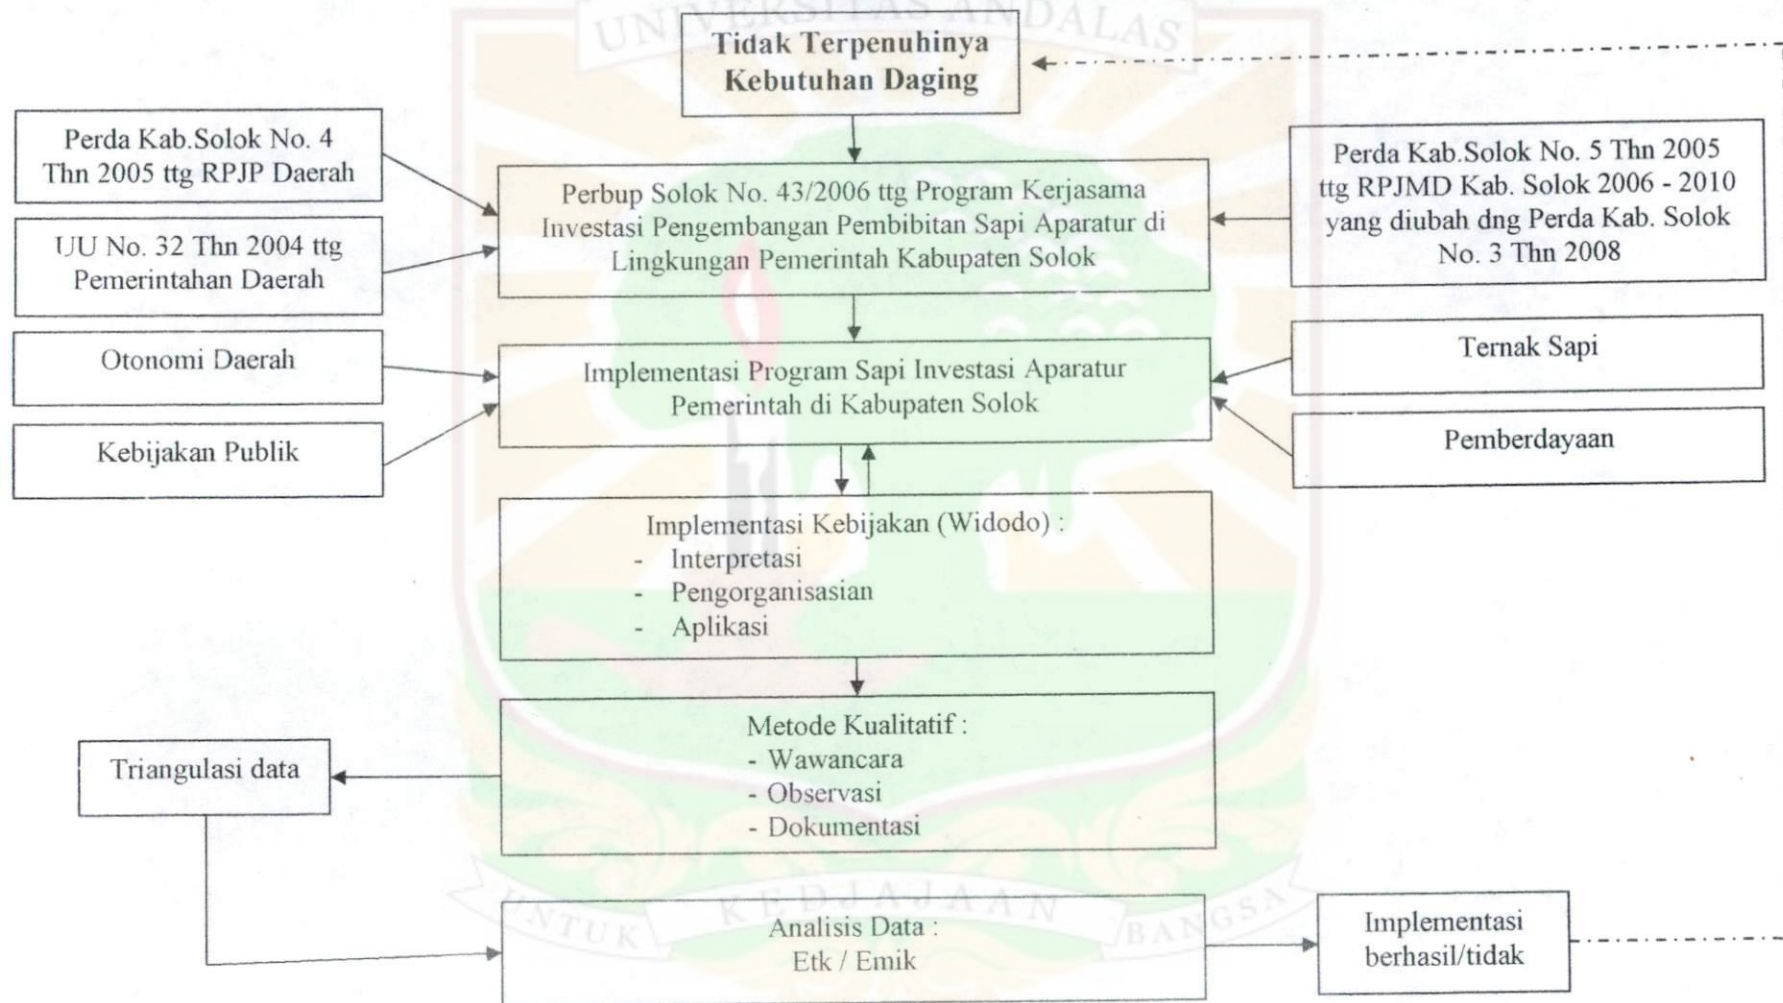 UNIVERSITAS ANDALAS
Tidak Terpenuhinya
Kebutuhan Daging
Perda Kab.Solok No. 4
Thn 2005 ttg RPJP Daerah
UU No. 32 Thn 2004 ttg
Pemerintahan Daerah
Perbup Solok No. 43/2006 ttg Program Kerjasama
Investasi Pengembangan Pembibitan Sapi Aparatur di
Lingkungan Pemerintah Kabupaten Solok
Perda Kab.Solok No. 5 Thn 2005
ttg RPJMD Kab. Solok 2006 - 2010
yang diubah dng Perda Kab. Solok
No. 3 Thn 2008
Otonomi Daerah
Kebijakan Publik
Implementasi Program Sapi Investasi Aparatur
Pemerintah di Kabupaten Solok
Ternak Sapi
Pemberdayaan
Implementasi Kebijakan (Widodo) :
- Interpretasi
- Pengorganisasian
- Aplikasi
Metode Kualitatif :
- Wawancara
- Observasi
- Dokumentasi
Triangulasi data
Analisis Data :
Etk / Emik
Implementasi
berhasil/tidak
UNTUK KEDJAJAAN BANGSA